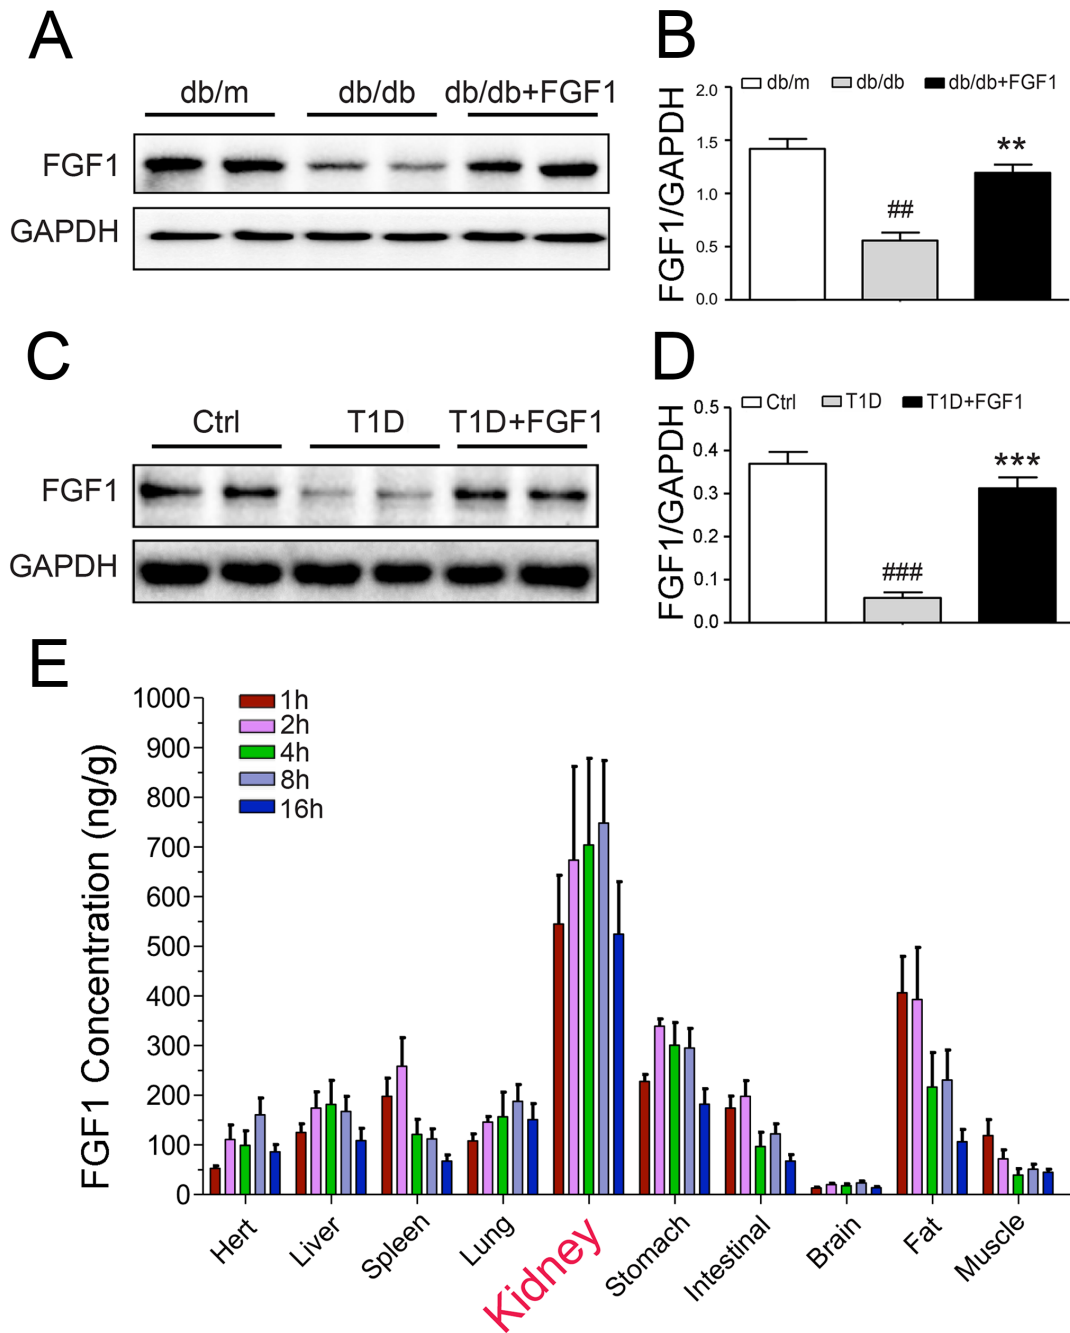 A
db/m db/db db/db+FGF1
FGF1
GAPDH
B
db/m db/db db/db+FGF1
FGF1/GAPDH
2.0
1.5
1.0
0.5
0.0
##
**
C
Ctrl T1D T1D+FGF1
FGF1
GAPDH
D
Ctrl T1D T1D+FGF1
FGF1/GAPDH
0.5
0.4
0.3
0.2
0.1
0.0
###
***
E
FGF1 Concentration (ng/g)
1000
900
800
700
600
500
400
300
200
100
0
1h
2h
4h
8h
16h
Hert Liver Spleen Lung Kidney Stomach Intestinal Brain Fat Muscle